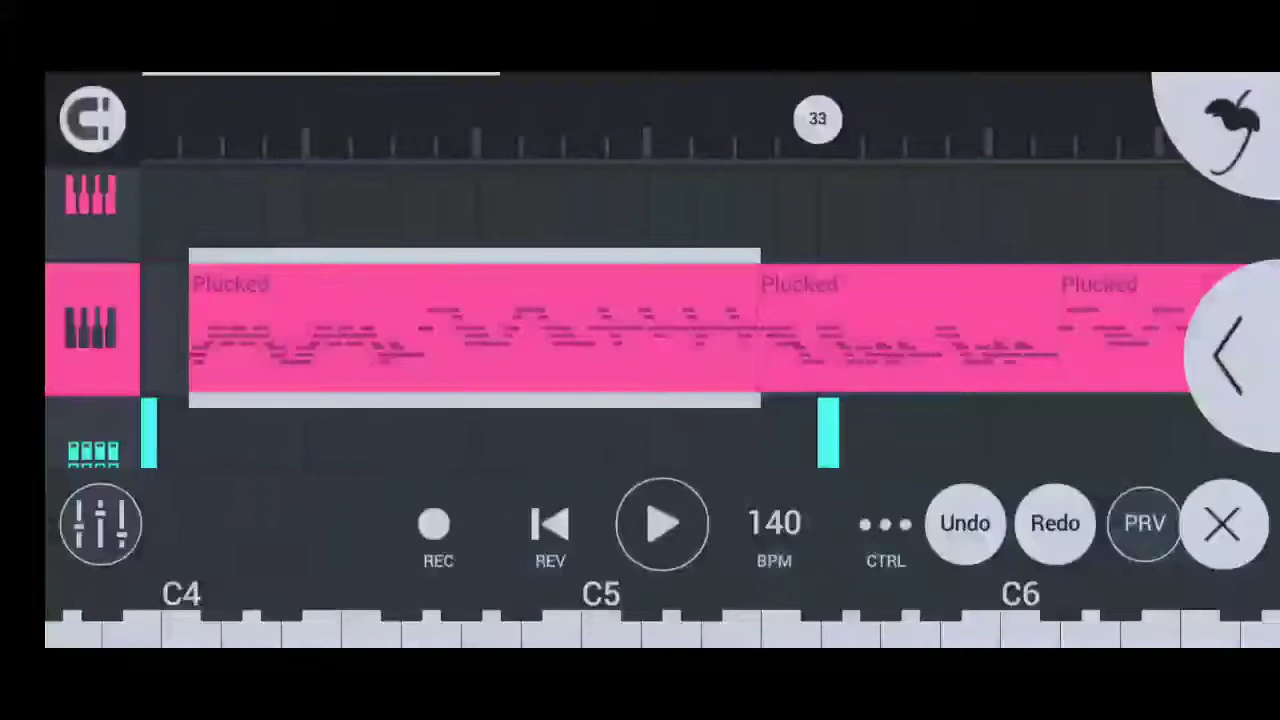 33
Plucked
Plucked
Plucked
140
Undo
Redo
PRV
REC
REV
BPM
CTRL
C4
C5
C6